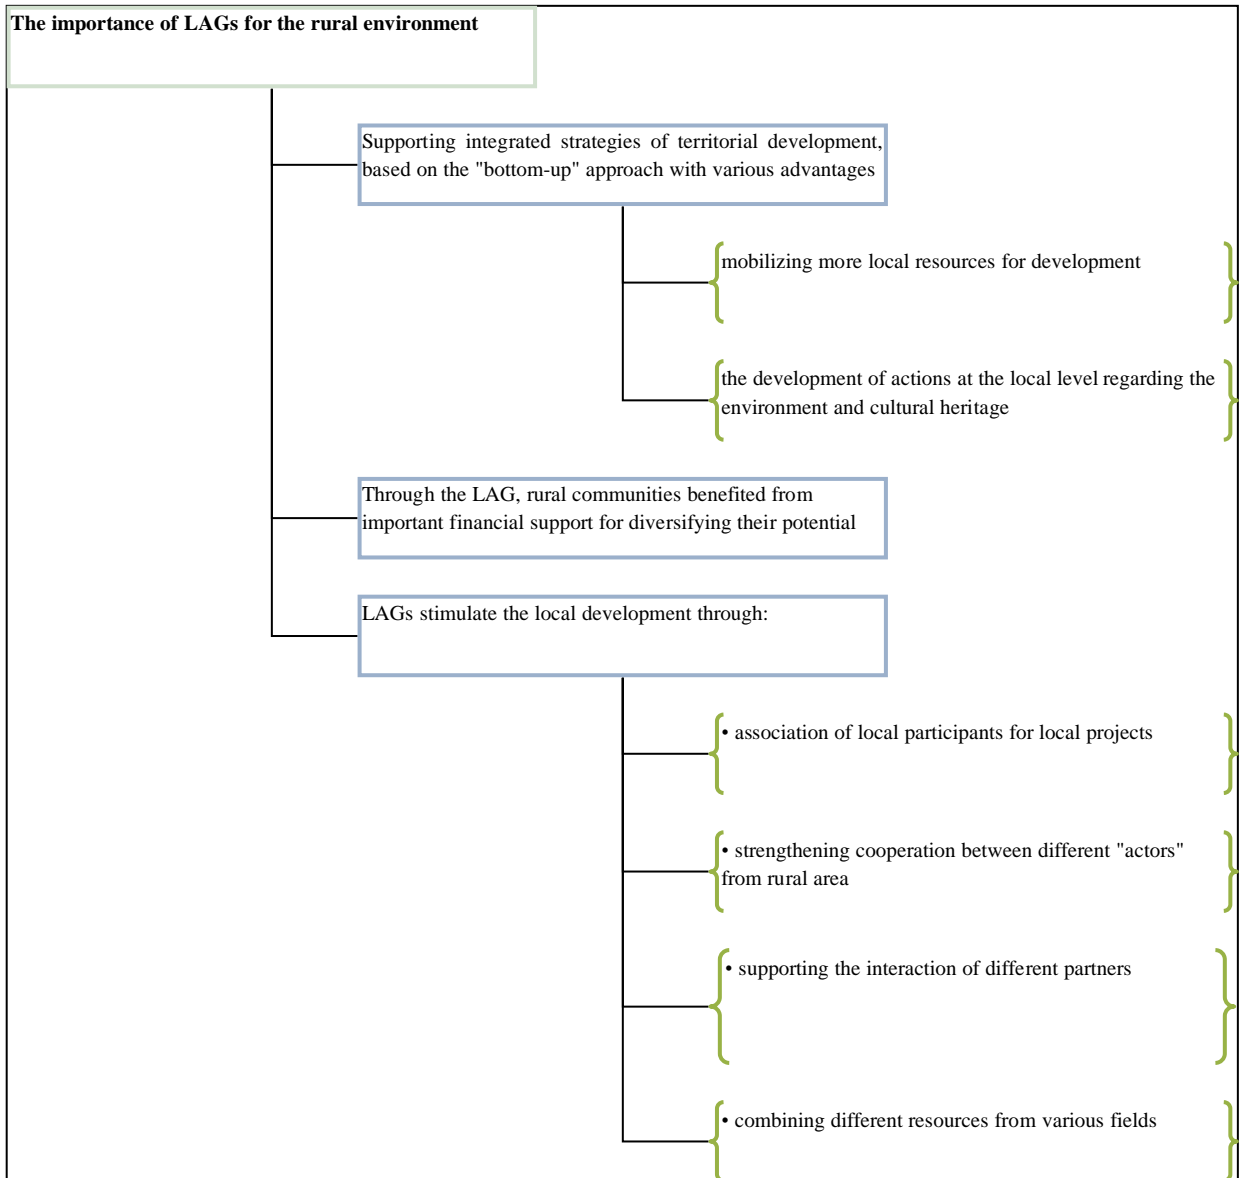 The importance of LAGs for the rural environment
Supporting integrated strategies of territorial development,
based on the "bottom-up" approach with various advantages
mobilizing more local resources for development
the development of actions at the local level regarding the
environment and cultural heritage
Through the LAG, rural communities benefited from
important financial support for diversifying their potential
LAGs stimulate the local development through:
• association of local participants for local projects
• strengthening cooperation between different "actors"
from rural area
• supporting the interaction of different partners
• combining different resources from various fields